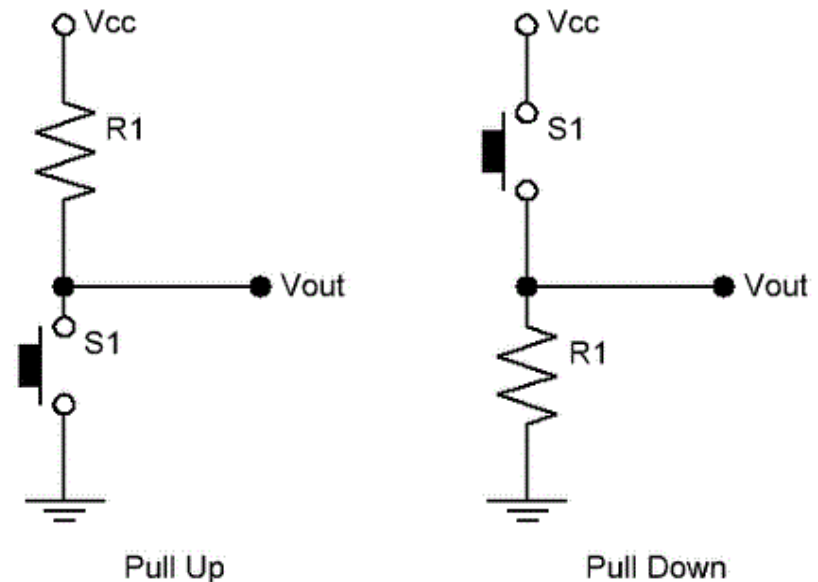 Vcc
R1
Vout
S1
Pull Up
Vcc
S1
Vout
R1
Pull Down